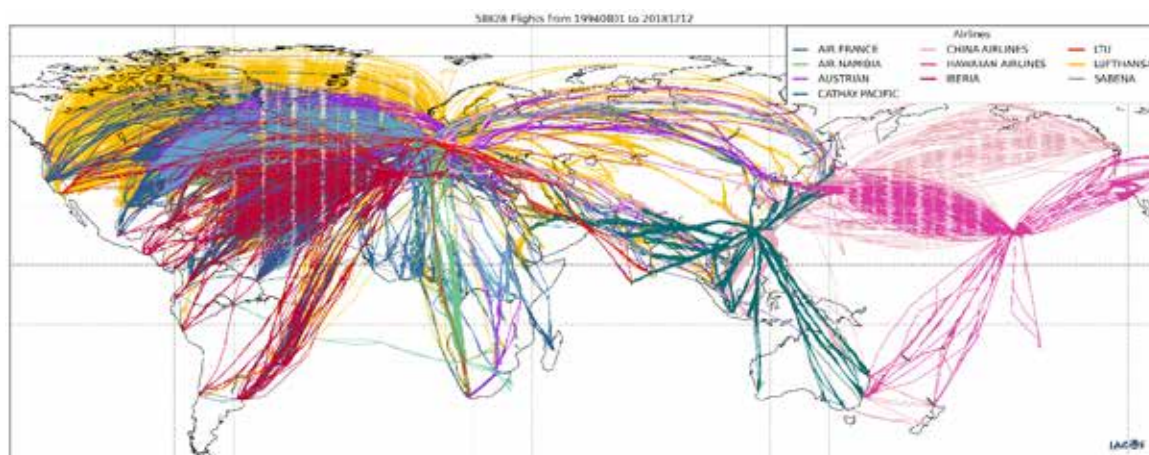 58828 Flights from 19940801 to 20181212
Airlines
AIR FRANCE
AIR NAMIBIA
AUSTRIAN
CATHAY PACIFIC
CHINA AIRLINES
HAWAIIAN AIRLINES
IBERIA
LTU
LUFTHANSA
SABENA
IAGOS